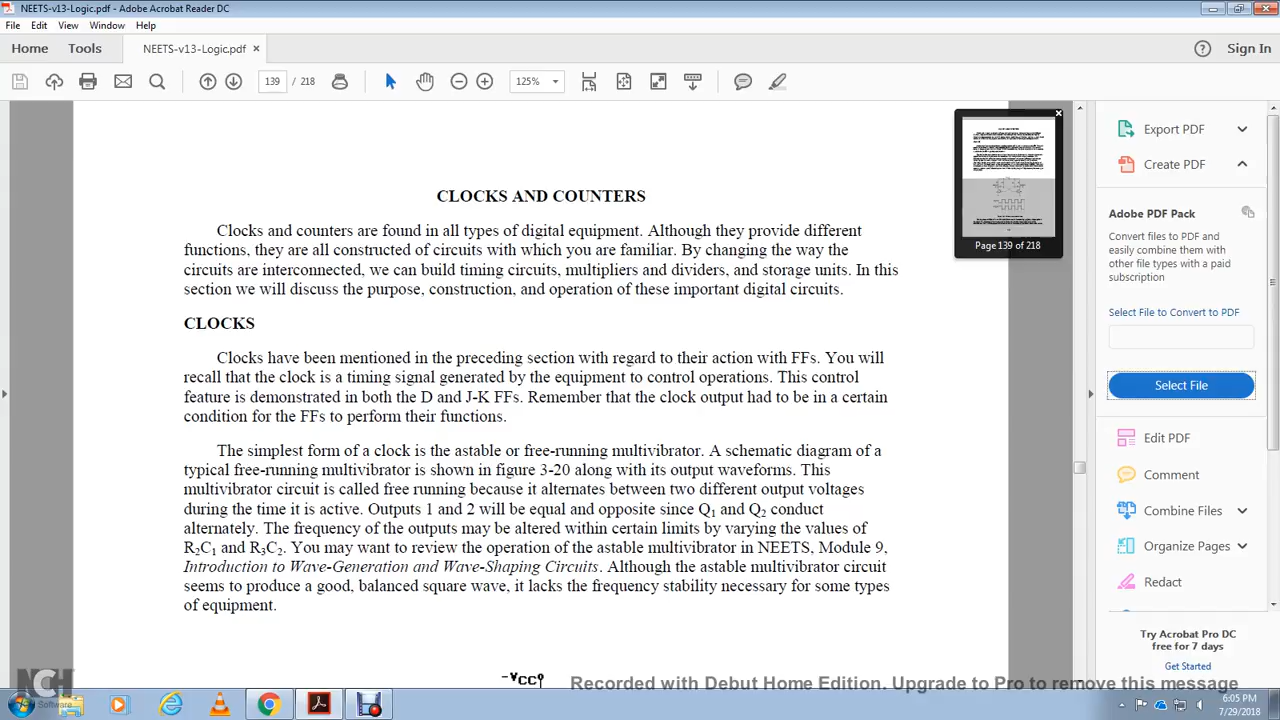 NEETS-v13-Logic.pdf - Adobe Acrobat Reader DC
File Edit View Window Help
Home Tools NEETS-v13-Logic.pdf × Sign In
139 / 218 125%
Page 139 of 218
CLOCKS AND COUNTERS
Clocks and counters are found in all types of digital equipment. Although they provide different
functions, they are all constructed of circuits with which you are familiar. By changing the way the
circuits are interconnected, we can build timing circuits, multipliers and dividers, and storage units. In this
section we will discuss the purpose, construction, and operation of these important digital circuits.
CLOCKS
Clocks have been mentioned in the preceding section with regard to their action with FFs. You will
recall that the clock is a timing signal generated by the equipment to control operations. This control
feature is demonstrated in both the D and J-K FFs. Remember that the clock output had to be in a certain
condition for the FFs to perform their functions.
The simplest form of a clock is the astable or free-running multivibrator. A schematic diagram of a
typical free-running multivibrator is shown in figure 3-20 along with its output waveforms. This
multivibrator circuit is called free running because it alternates between two different output voltages
during the time it is active. Outputs 1 and 2 will be equal and opposite since Q1 and Q2 conduct
alternately. The frequency of the outputs may be altered within certain limits by varying the values of
R2C1 and R3C2. You may want to review the operation of the astable multivibrator in NEETS, Module 9,
Introduction to Wave-Generation and Wave-Shaping Circuits. Although the astable multivibrator circuit
seems to produce a good, balanced square wave, it lacks the frequency stability necessary for some types
of equipment.
-VCC
Export PDF
Create PDF
Adobe PDF Pack
Convert files to PDF and
easily combine them with
other file types with a paid
subscription
Select File to Convert to PDF
Select File
Edit PDF
Comment
Combine Files
Organize Pages
Redact
Try Acrobat Pro DC
free for 7 days
Get Started
NCH
Software
Recorded with Debut Home Edition. Upgrade to Pro to remove this message
6:05 PM
7/29/2018